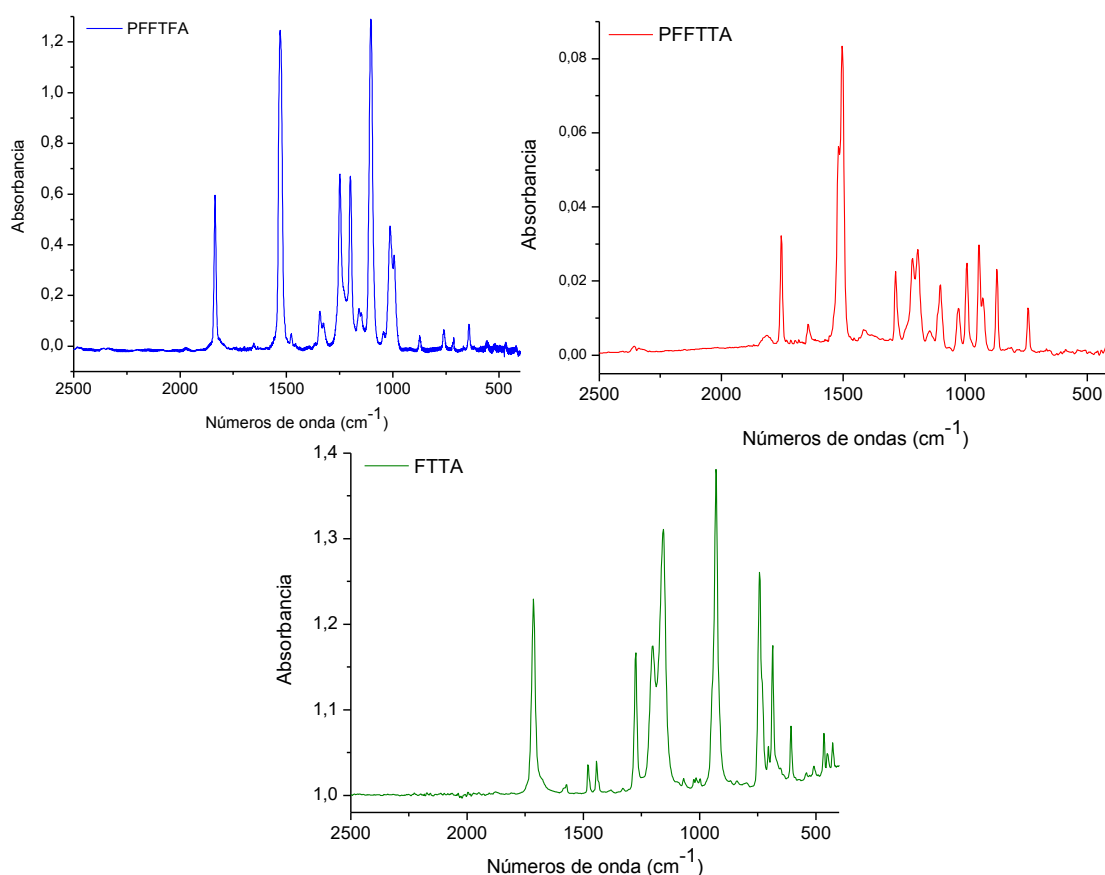 PFFTFA
1,2
1,0
0,8
0,6
0,4
0,2
0,0
Absorbancia
2500 2000 1500 1000 500
Números de onda (cm-1)
PFFTTA
0,08
0,06
0,04
0,02
0,00
Absorbancia
2500 2000 1500 1000 500
Números de ondas (cm-1)
FTTA
1,4
1,3
1,2
1,1
1,0
Absorbancia
2500 2000 1500 1000 500
Números de onda (cm-1)